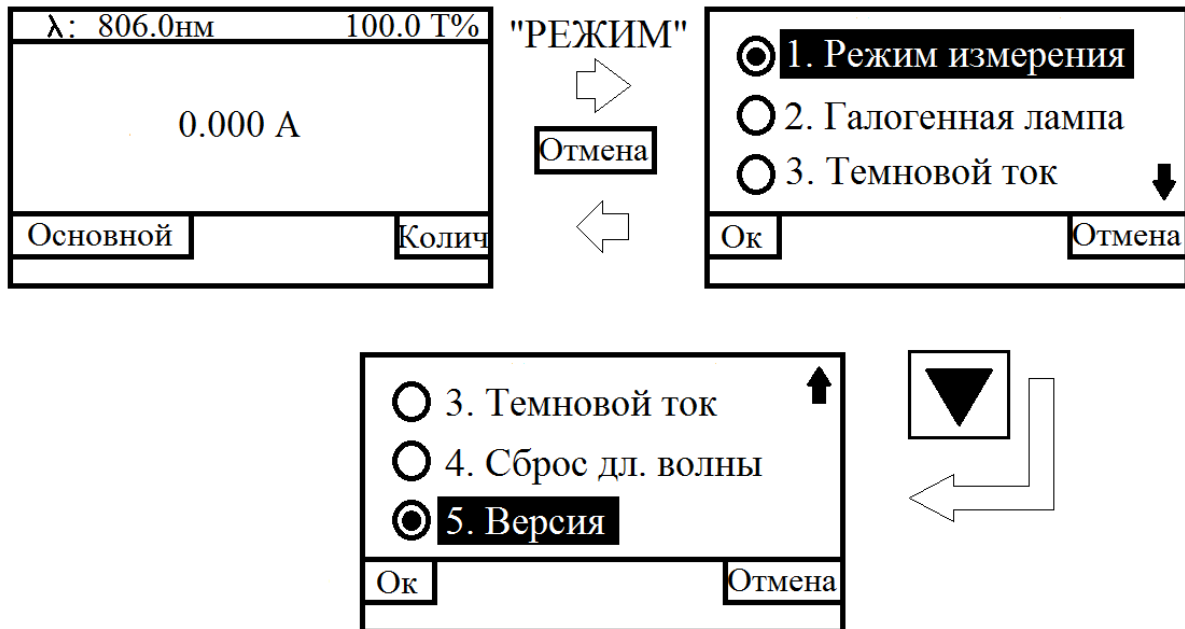 λ: 806.0нм 100.0 T%
0.000 А
Основной Колич
"РЕЖИМ"
Отмена
1. Режим измерения
2. Галогенная лампа
3. Темновой ток
Ок Отмена
3. Темновой ток
4. Сброс дл. волны
5. Версия
Ок Отмена